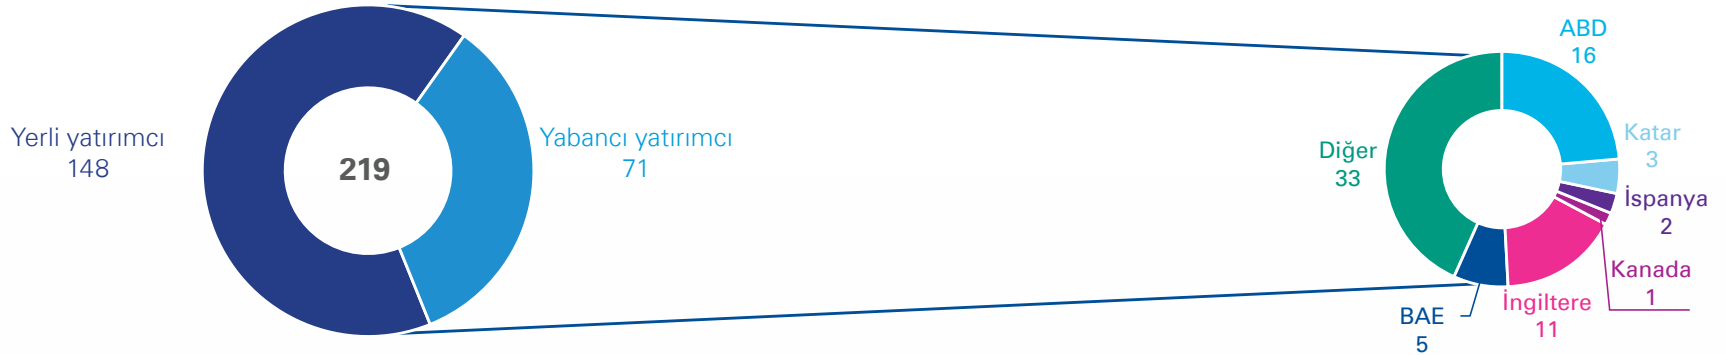 Yerli yatırımcı
148
219
Yabancı yatırımcı
71
ABD
16
Katar
3
İspanya
2
Kanada
1
İngiltere
11
BAE
5
Diğer
33